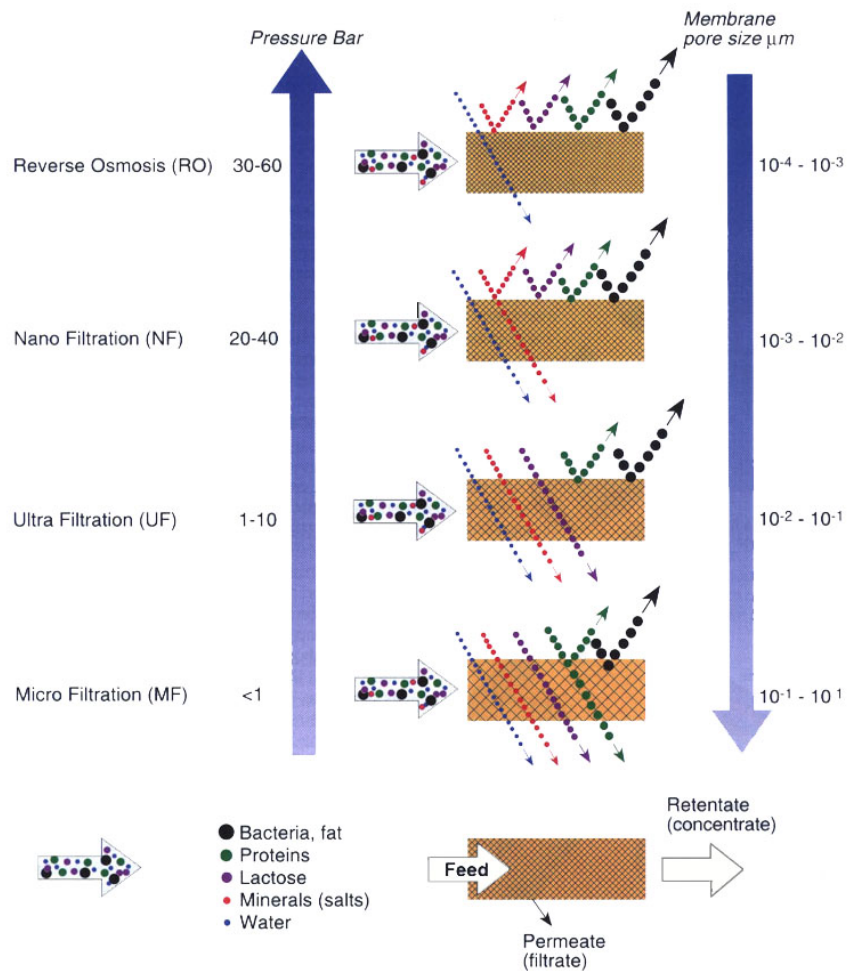 Pressure Bar
Membrane
pore size μm
Reverse Osmosis (RO) 30-60 10-4 - 10-3
Nano Filtration (NF) 20-40 10-3 - 10-2
Ultra Filtration (UF) 1-10 10-2 - 10-1
Micro Filtration (MF) <1 10-1 - 101
Bacteria, fat
Proteins
Lactose
Minerals (salts)
Water
Feed
Permeate
(filtrate)
Retentate
(concentrate)